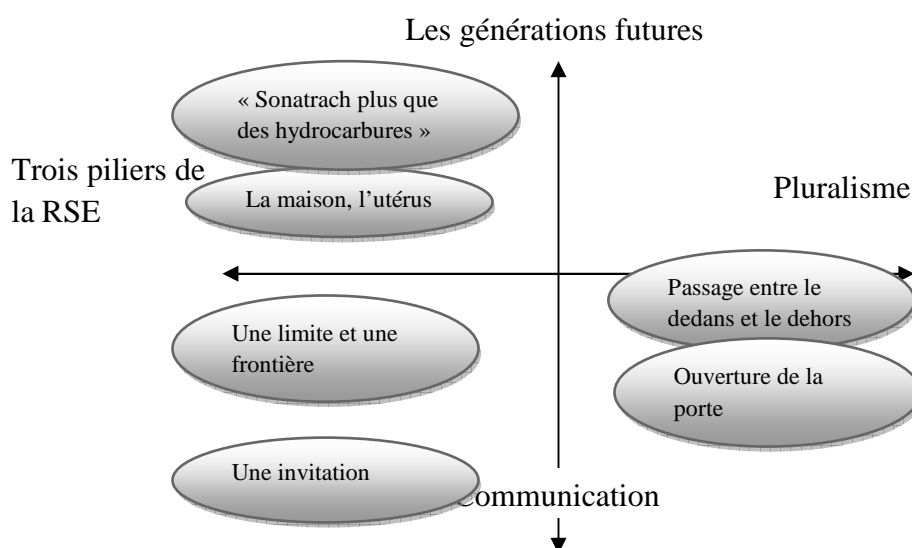 Les générations futures
« Sonatrach plus que
des hydrocarbures »
Trois piliers de
la RSE
La maison, l’utérus
Pluralisme
Passage entre le
dedans et le dehors
Une limite et une
frontière
Ouverture de la
porte
Une invitation
Communication